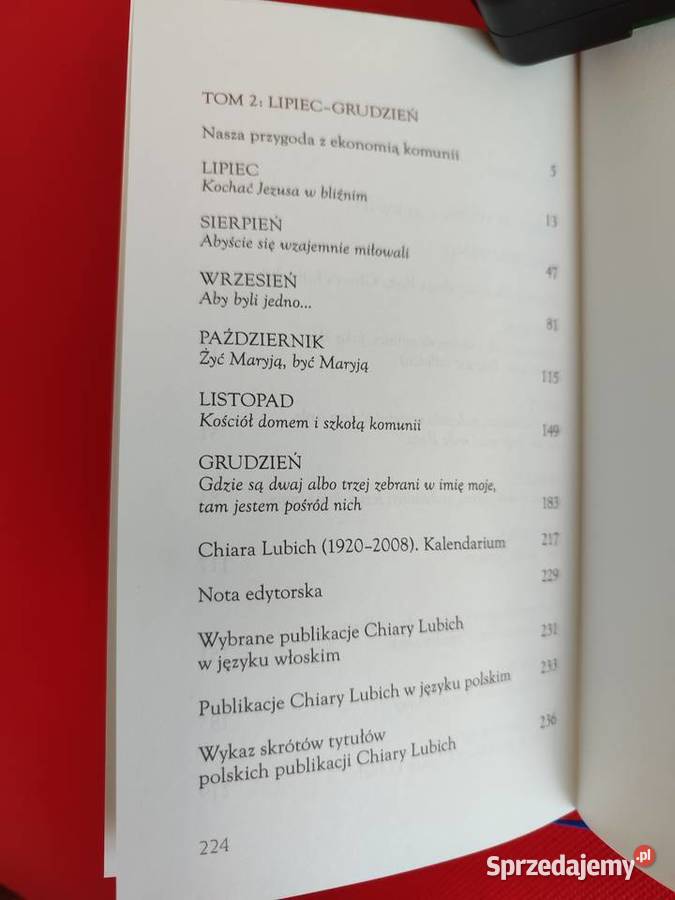 TOM 2: LIPIEC–GRUDZIEŃ
Nasza przygoda z ekonomią komunii 5
LIPIEC
Kochać Jezusa w bliźnim 13
SIERPIEŃ
Abyście się wzajemnie miłowali 47
WRZESIEŃ
Aby byli jedno... 81
PAŹDZIERNIK
Żyć Maryją, być Maryją 115
LISTOPAD
Kościół domem i szkołą komunii 149
GRUDZIEŃ
Gdzie są dwaj albo trzej zebrani w imię moje,
tam jestem pośród nich 183
Chiara Lubich (1920–2008). Kalendarium 217
Nota edytorska 229
Wybrane publikacje Chiary Lubich
w języku włoskim 231
Publikacje Chiary Lubich w języku polskim 233
Wykaz skrótów tytułów
polskich publikacji Chiary Lubich 236
224
Sprzedajemy.pl